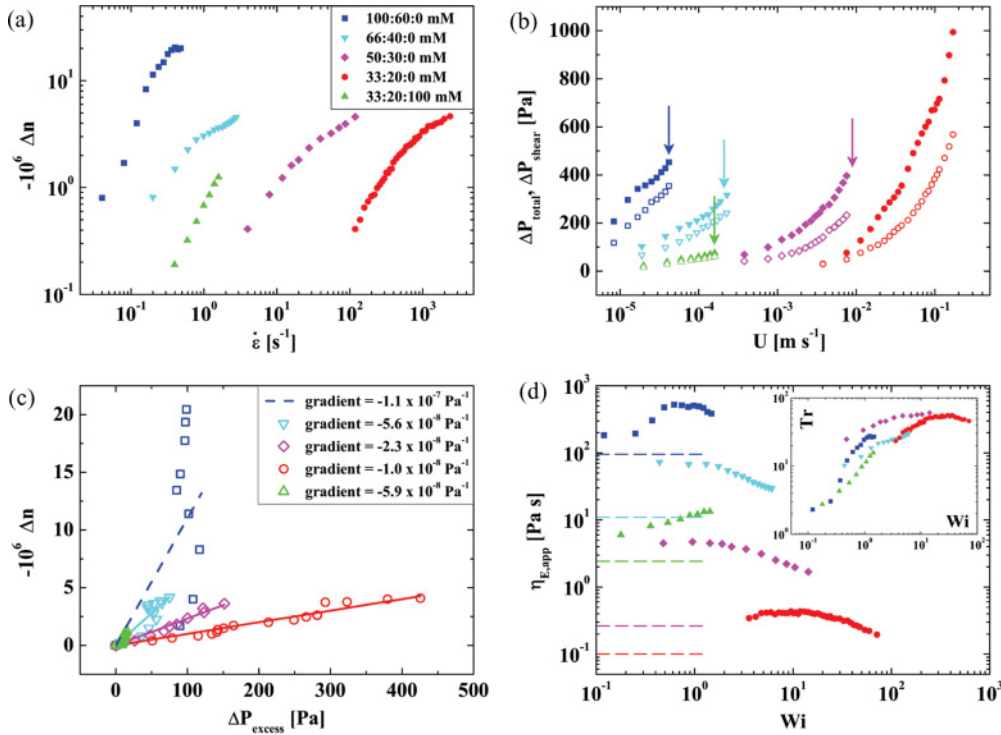 (a)
100:60:0 mM
66:40:0 mM
50:30:0 mM
33:20:0 mM
33:20:100 mM
-10⁶ Δn
10¹
10⁰
10⁻¹
10⁻¹ 10⁰ 10¹ 10² 10³
ε̇ [s⁻¹]
(b)
ΔP_total, ΔP_shear [Pa]
1000
800
600
400
200
0
10⁻⁵ 10⁻⁴ 10⁻³ 10⁻² 10⁻¹
U [m s⁻¹]
(c)
gradient = -1.1 x 10⁻⁷ Pa⁻¹
gradient = -5.6 x 10⁻⁸ Pa⁻¹
gradient = -2.3 x 10⁻⁸ Pa⁻¹
gradient = -1.0 x 10⁻⁸ Pa⁻¹
gradient = -5.9 x 10⁻⁸ Pa⁻¹
-10⁶ Δn
20
15
10
5
0
0 100 200 300 400 500
ΔP_excess [Pa]
(d)
η_E,app [Pa s]
10³
10²
10¹
10⁰
10⁻¹
10⁻¹ 10⁰ 10¹ 10² 10³
Wi
Tr
10²
10¹
10⁰
10⁻¹ 10⁰ 10¹ 10²
Wi